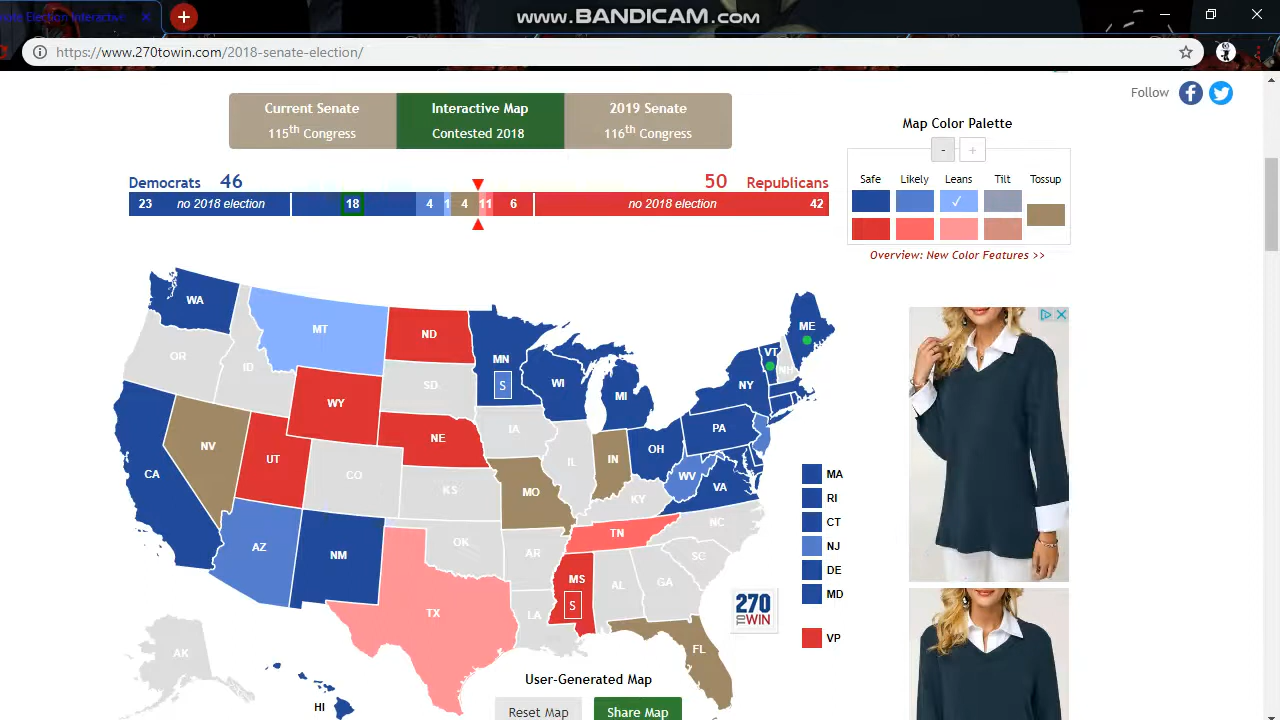 www.BANDICAM.com
nate Election Interactive
https://www.270towin.com/2018-senate-election/
Follow
Current Senate
115th Congress
Interactive Map
Contested 2018
2019 Senate
116th Congress
Map Color Palette
- +
Safe Likely Leans Tilt Tossup
Overview: New Color Features >>
Democrats 46
50 Republicans
23 no 2018 election 18 4 1 4 1 1 6 no 2018 election 42
WA
MT
ND
MN
S
ME
VT
NH
OR
ID
SD
WI
NY
MI
WY
NV
UT
NE
IA
PA
OH
IL
IN
CA
CO
KS
MO
WV
VA
KY
MA
RI
CT
NJ
DE
MD
NC
TN
AZ
NM
OK
AR
SC
MS
S
AL
GA
TX
LA
270
TO WIN
VP
AK
FL
HI
User-Generated Map
Reset Map
Share Map